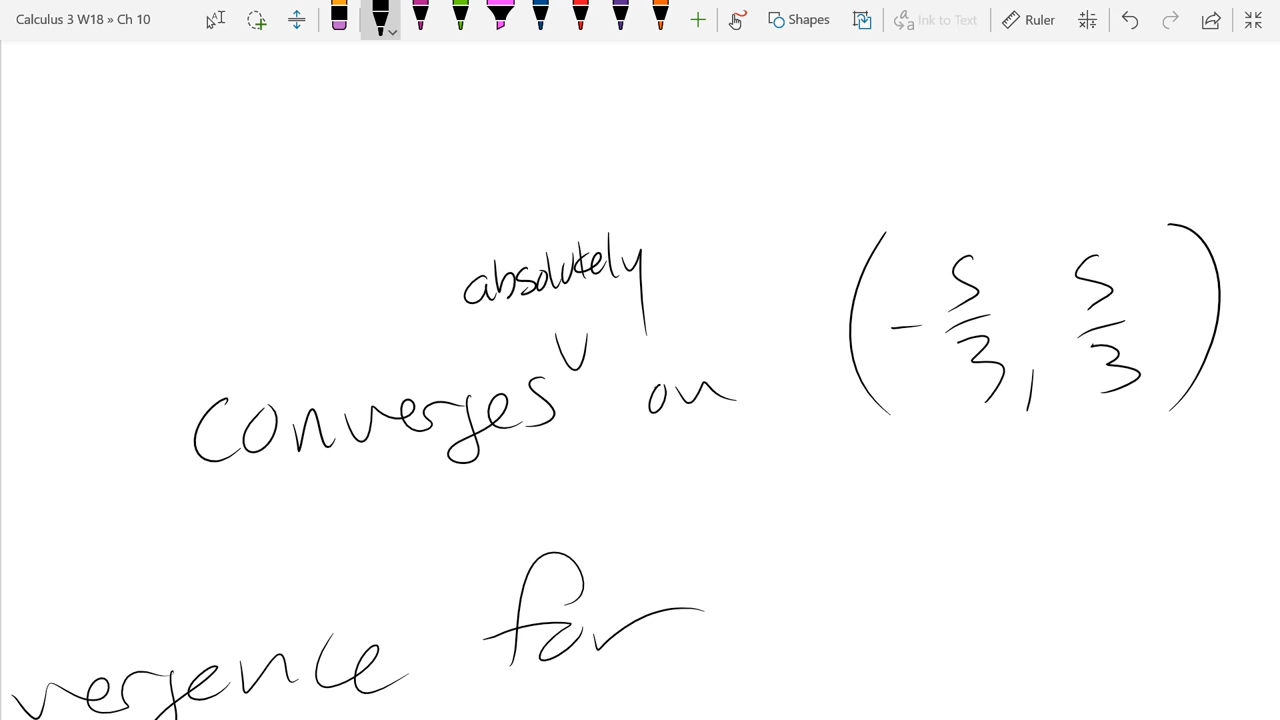 Calculus 3 W18 » Ch 10 Shapes Ink to Text Ruler
absolutely
converges ∨ on (-5/3, 5/3)
vergence for